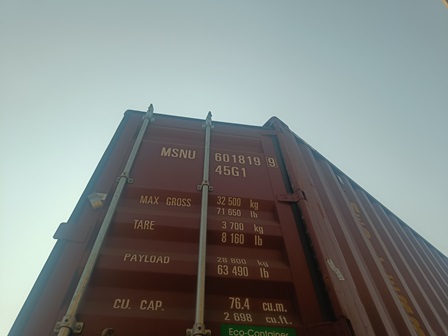 MSNU 601819 9
45G1
MAX GROSS 32 500 kg
71 650 lb
TARE 3 700 kg
8 160 lb
PAYLOAD 28 800 kg
63 490 lb
CU. CAP. 76.4 cu.m.
2 698 cu.ft.
Eco-Container